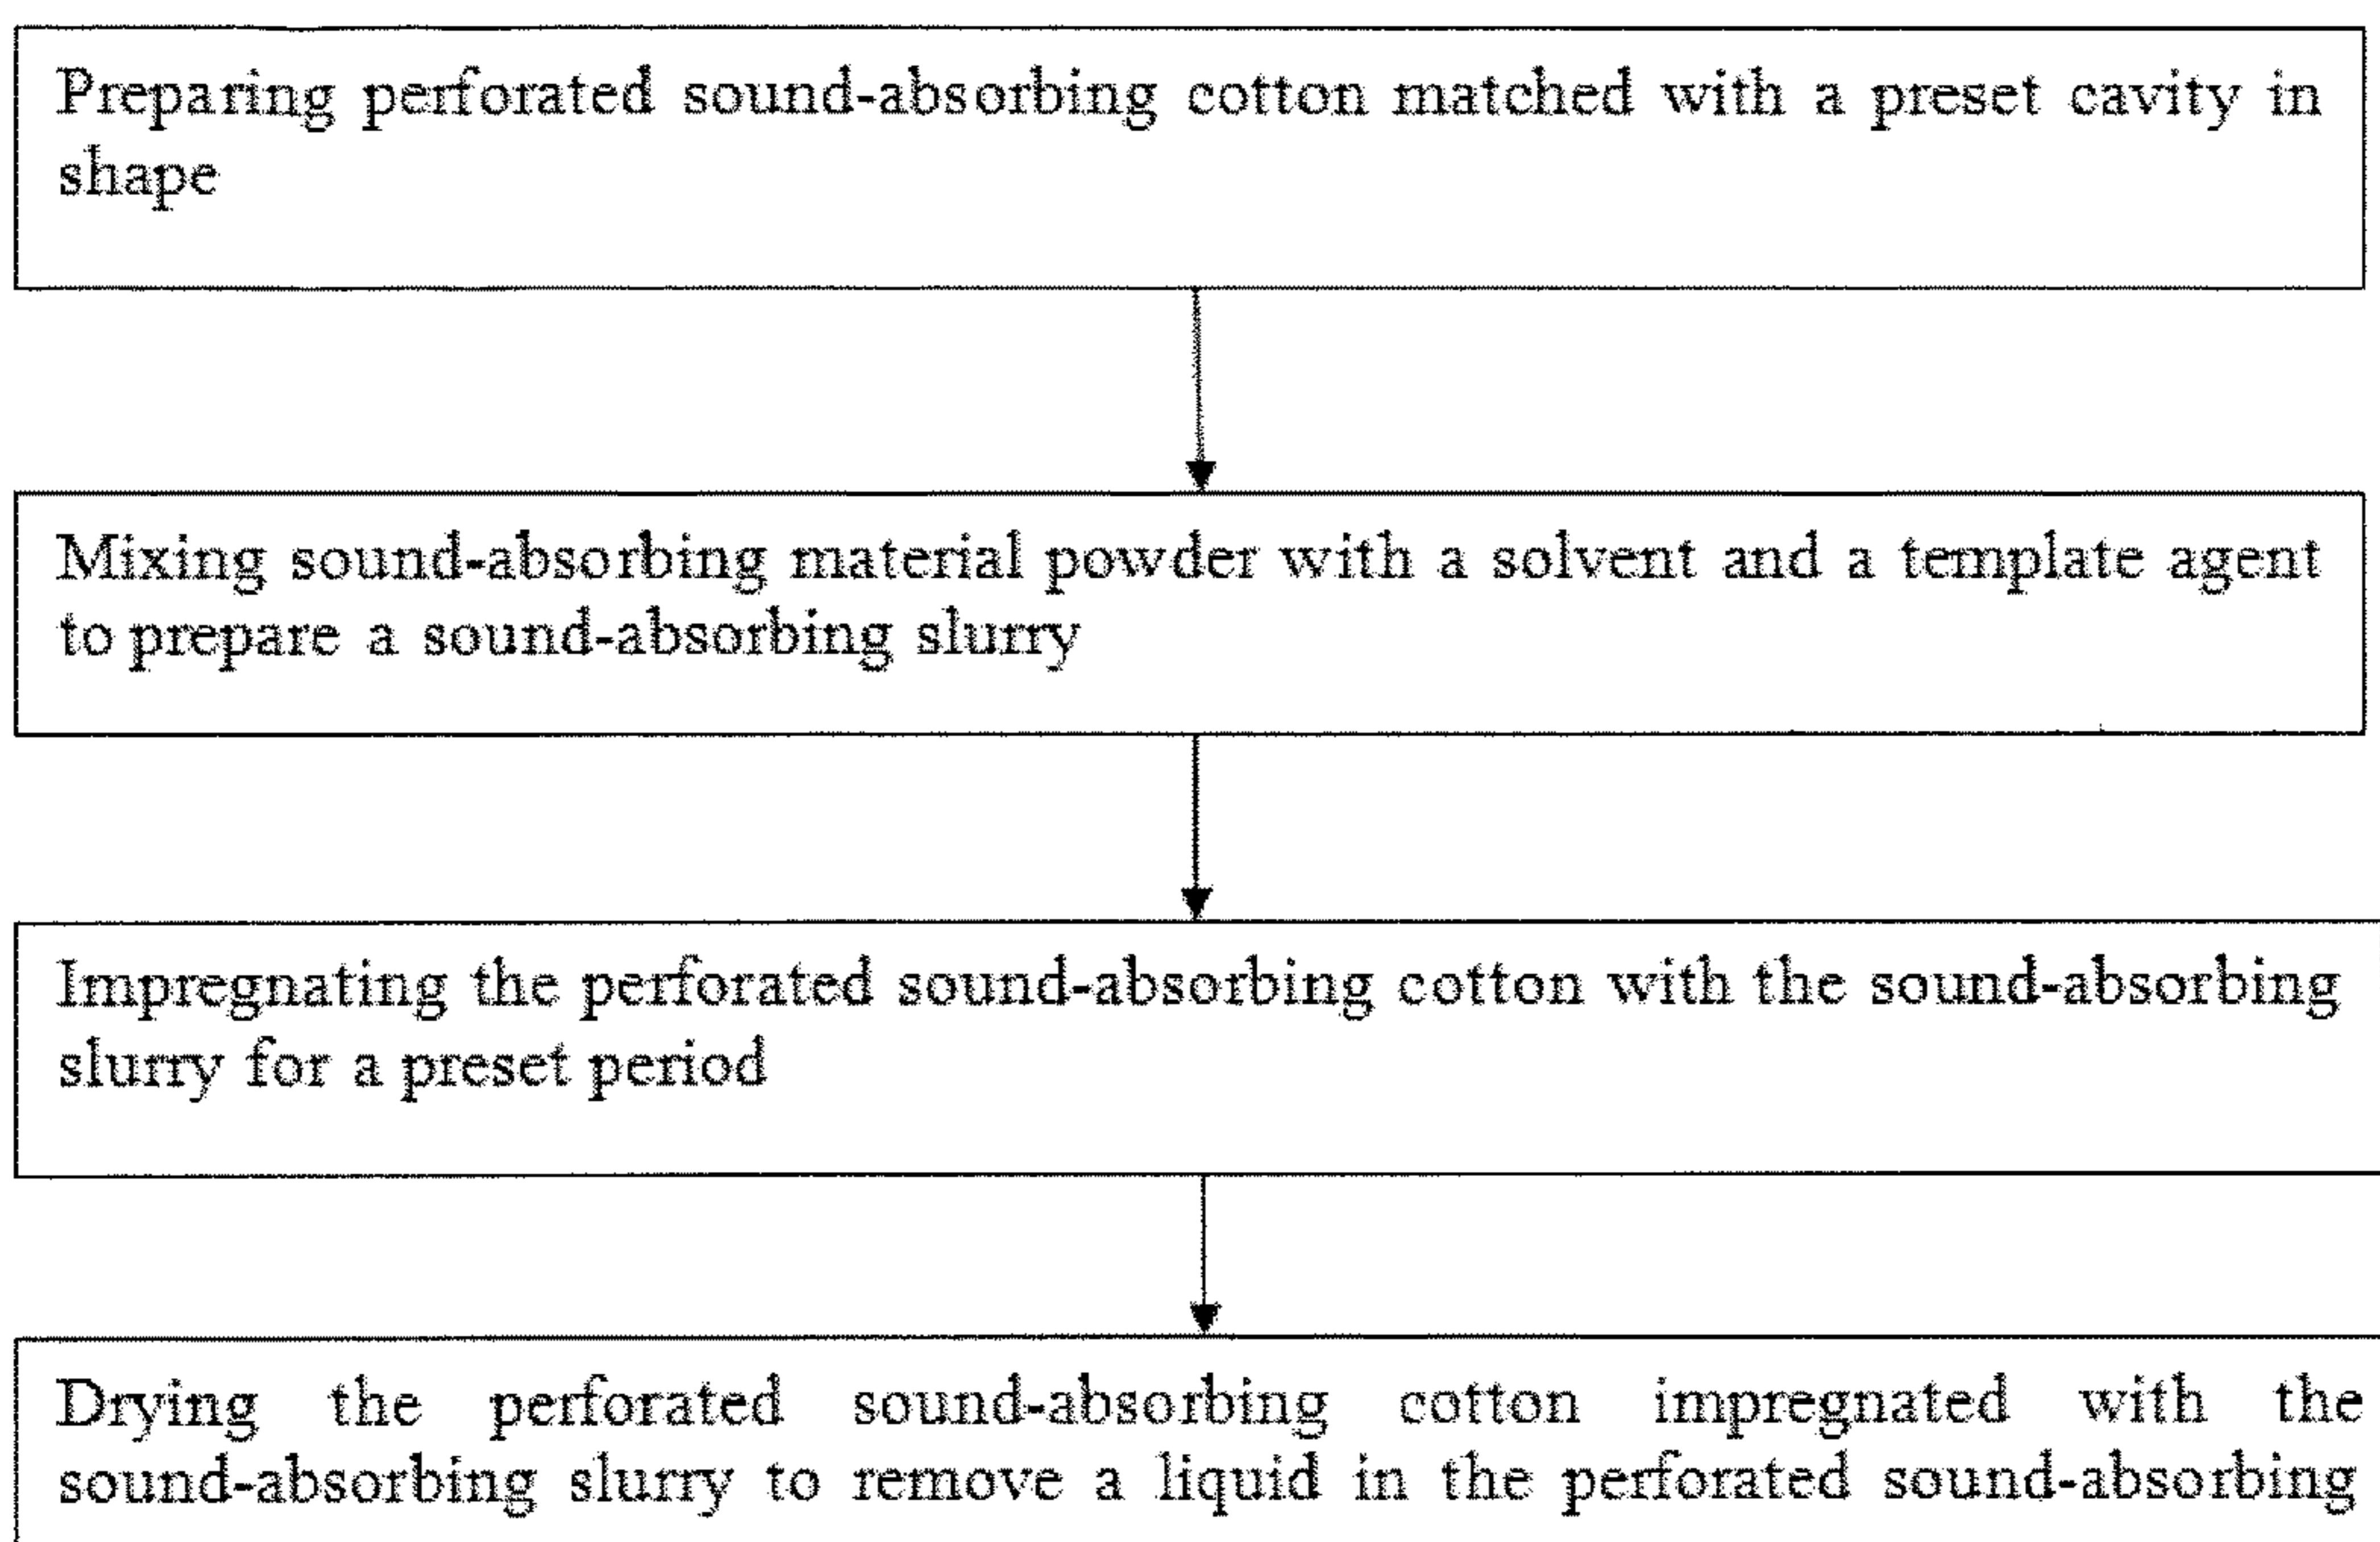 Preparing perforated sound-absorbing cotton matched with a preset cavity in
shape
Mixing sound-absorbing material powder with a solvent and a template agent
to prepare a sound-absorbing slurry
Impregnating the perforated sound-absorbing cotton with the sound-absorbing
slurry for a preset period
Drying the perforated sound-absorbing cotton impregnated with the
sound-absorbing slurry to remove a liquid in the perforated sound-absorbing